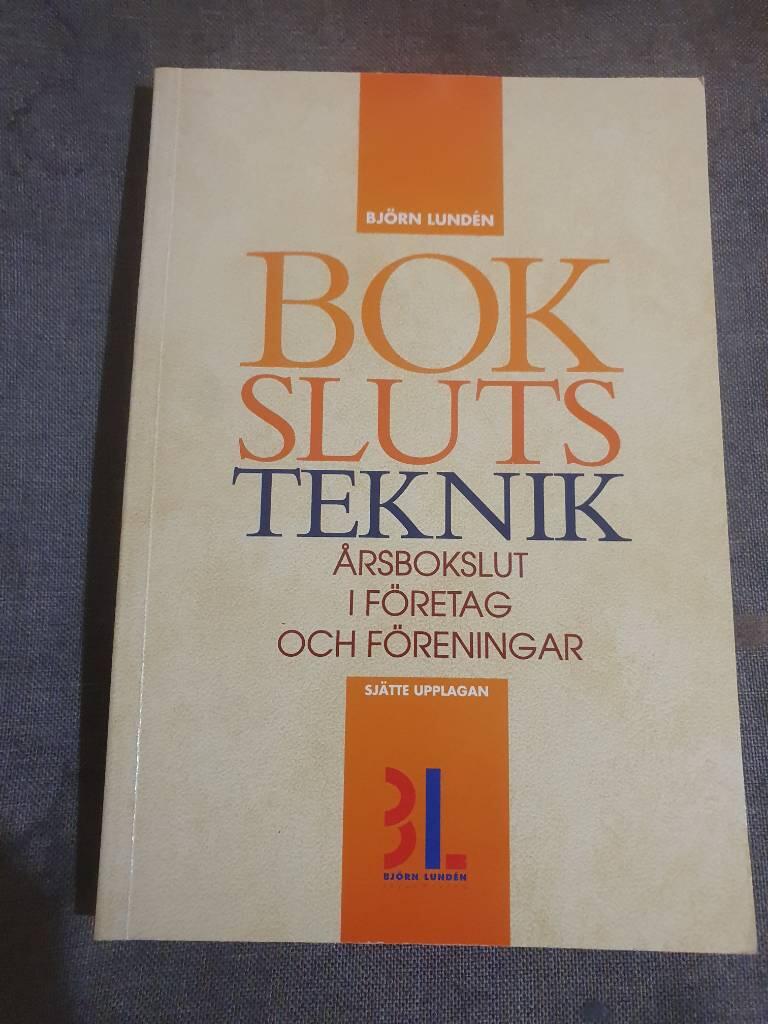 BJÖRN LUNDÉN
BOK
SLUTS
TEKNIK
ÅRSBOKSLUT
I FÖRETAG
OCH FÖRENINGAR
SJÄTTE UPPLAGAN
BL
BJÖRN LUNDÉN